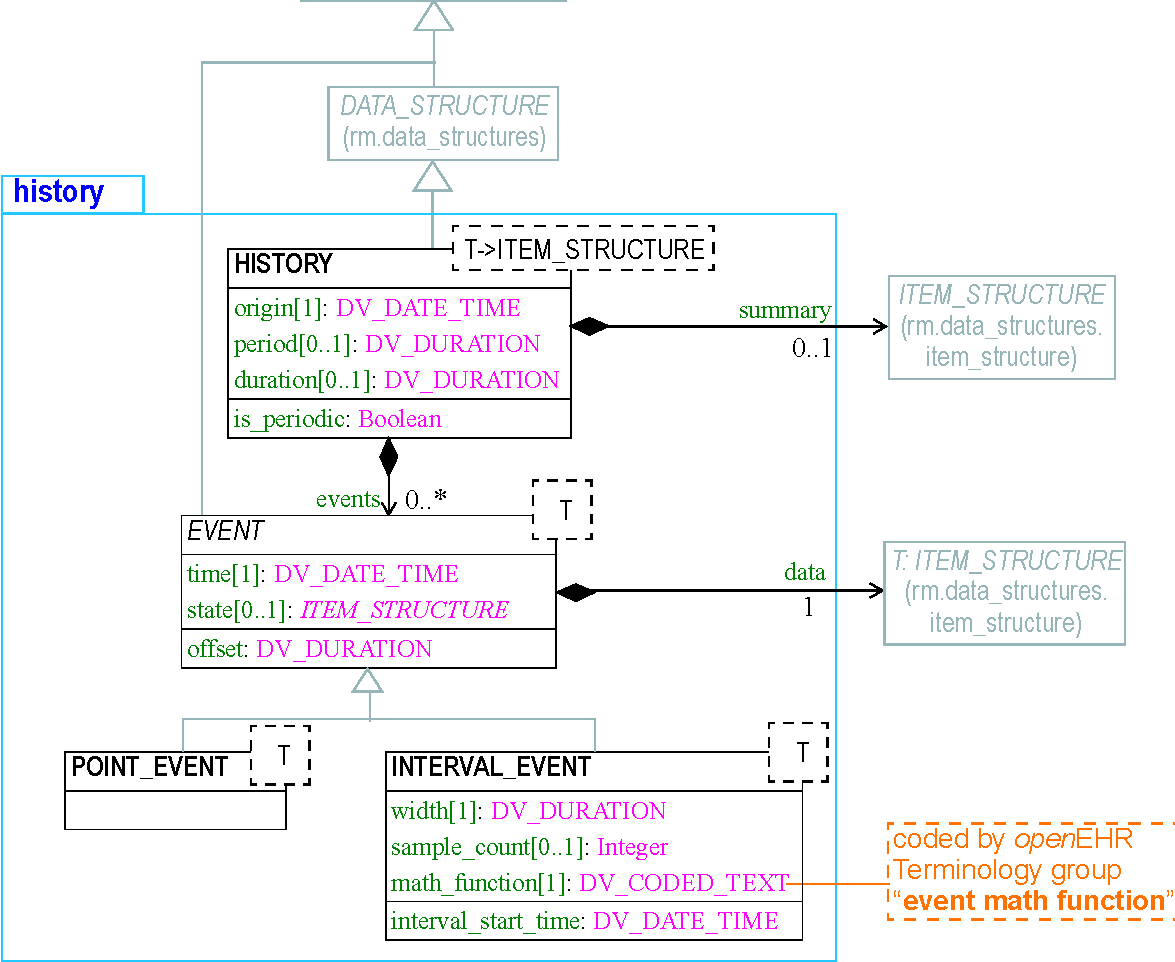 DATA_STRUCTURE
(rm.data_structures)
history
T->ITEM_STRUCTURE
HISTORY
origin[1]: DV_DATE_TIME
period[0..1]: DV_DURATION
duration[0..1]: DV_DURATION
is_periodic: Boolean
summary
0..1
ITEM_STRUCTURE
(rm.data_structures.
item_structure)
events
0..*
T
EVENT
time[1]: DV_DATE_TIME
state[0..1]: ITEM_STRUCTURE
offset: DV_DURATION
data
1
T: ITEM_STRUCTURE
(rm.data_structures.
item_structure)
T
POINT_EVENT
T
INTERVAL_EVENT
width[1]: DV_DURATION
sample_count[0..1]: Integer
math_function[1]: DV_CODED_TEXT
interval_start_time: DV_DATE_TIME
coded by openEHR
Terminology group
“event math function”